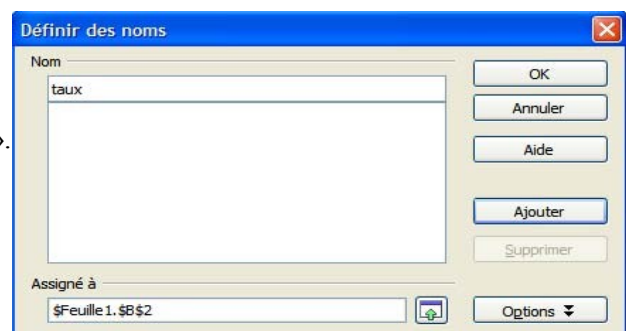 Définir des noms
Nom
OK
taux
Annuler
».
Aide
Ajouter
Supprimer
Assigné à
$Feuille1.$B$2
Options